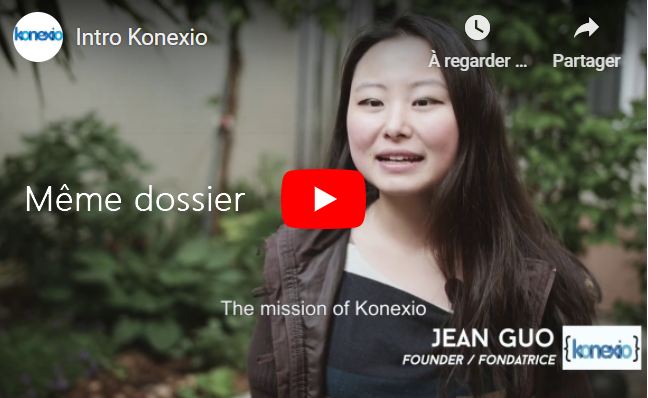 konexio
Intro Konexio
À regarder ...
Partager
Même dossier
The mission of Konexio
JEAN GUO
FOUNDER / FONDATRICE
{konexio}